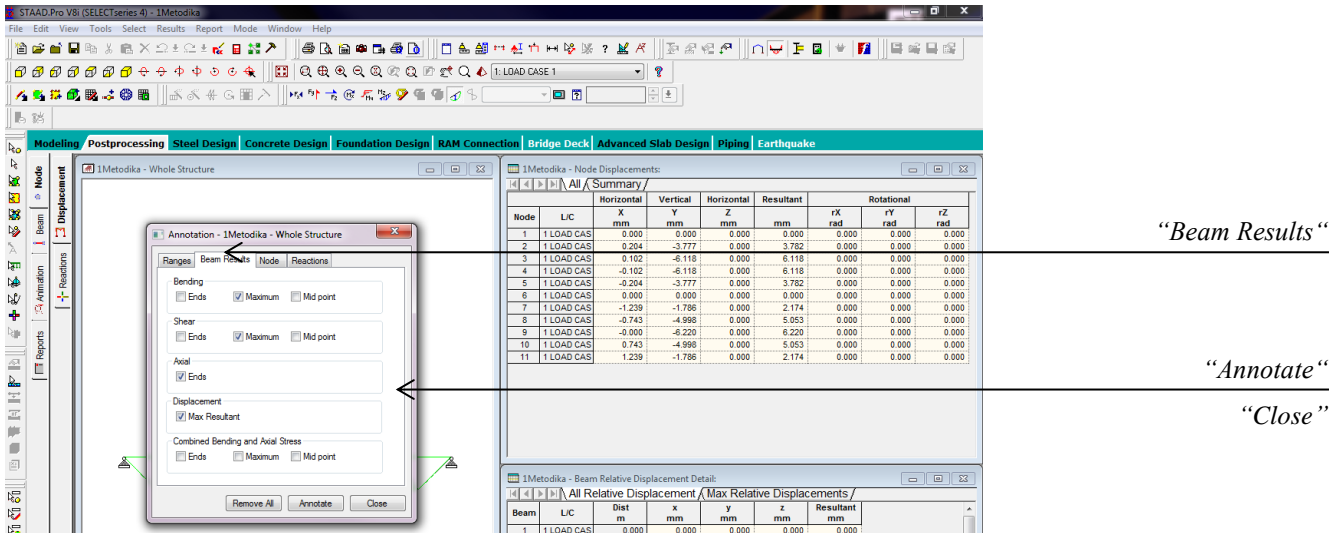 STAAD.Pro V8i (SELECTseries 4) - 1Metodika
File Edit View Tools Select Results Report Mode Window Help
1: LOAD CASE 1
Modeling Postprocessing Steel Design Concrete Design Foundation Design RAM Connection Bridge Deck Advanced Slab Design Piping Earthquake
Node
Beam
Animation
Reports
Displacement
Reactions
1Metodika - Whole Structure
Annotation - 1Metodika - Whole Structure
Ranges Beam Results Node Reactions
Bending
Ends Maximum Mid point
Shear
Ends Maximum Mid point
Axial
Ends
Displacement
Max Resultant
Combined Bending and Axial Stress
Ends Maximum Mid point
Remove All Annotate Close
1Metodika - Node Displacements:
All Summary
Horizontal Vertical Horizontal Resultant Rotational
Node L/C X mm Y mm Z mm mm rX rad rY rad rZ rad
1 1 LOAD CAS 0.000 0.000 0.000 0.000 0.000 0.000 0.000
2 1 LOAD CAS 0.204 -3.777 0.000 3.782 0.000 0.000 0.000
3 1 LOAD CAS 0.102 -6.118 0.000 6.118 0.000 0.000 0.000
4 1 LOAD CAS -0.102 -6.118 0.000 6.118 0.000 0.000 0.000
5 1 LOAD CAS -0.204 -3.777 0.000 3.782 0.000 0.000 0.000
6 1 LOAD CAS 0.000 0.000 0.000 0.000 0.000 0.000 0.000
7 1 LOAD CAS -1.239 -1.786 0.000 2.174 0.000 0.000 0.000
8 1 LOAD CAS -0.743 -4.998 0.000 5.053 0.000 0.000 0.000
9 1 LOAD CAS -0.000 -6.220 0.000 6.220 0.000 0.000 0.000
10 1 LOAD CAS 0.743 -4.998 0.000 5.053 0.000 0.000 0.000
11 1 LOAD CAS 1.239 -1.786 0.000 2.174 0.000 0.000 0.000
1Metodika - Beam Relative Displacement Detail:
All Relative Displacement Max Relative Displacements
Beam L/C Dist m x mm y mm z mm Resultant mm
1 1 LOAD CAS 0.000 0.000 0.000 0.000 0.000
“Beam Results“
“Annotate“
“Close”